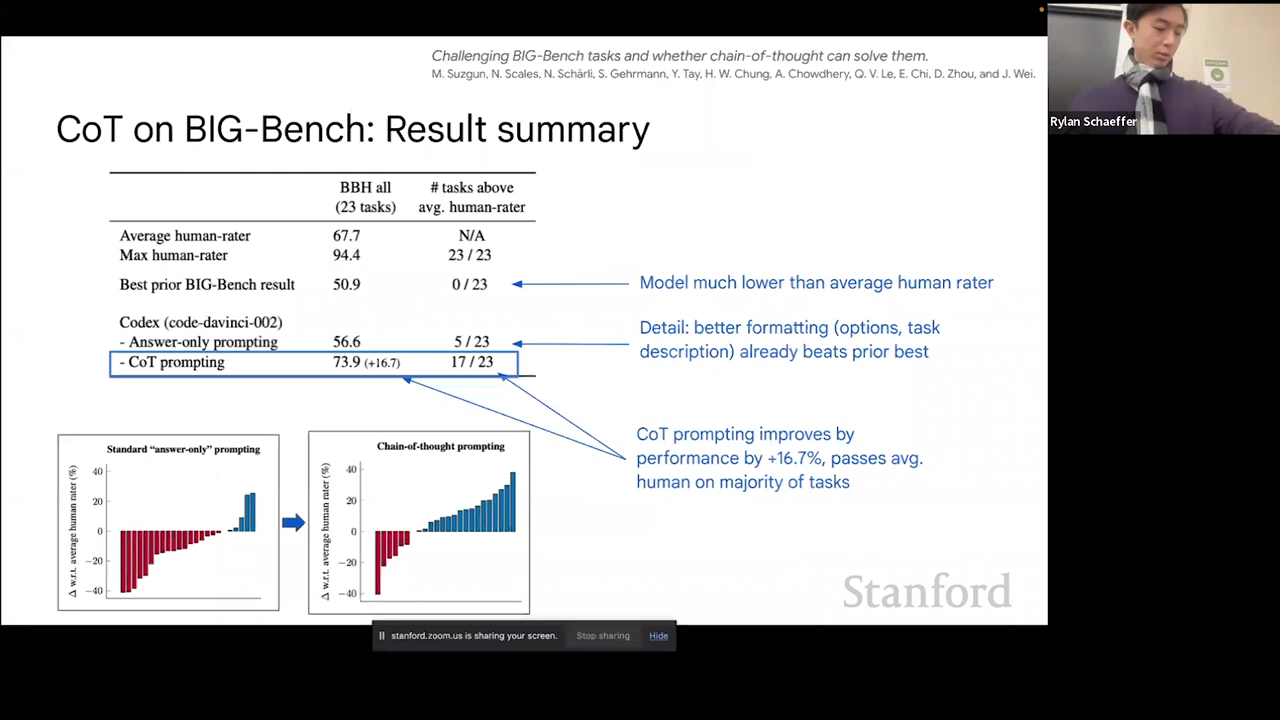 Challenging BIG-Bench tasks and whether chain-of-thought can solve them.
M. Suzgun, N. Scales, N. Schärli, S. Gehrmann, Y. Tay, H. W. Chung, A. Chowdhery, Q. V. Le, E. Chi, D. Zhou, and J. Wei.
Rylan Schaeffer
CoT on BIG-Bench: Result summary
BBH all # tasks above
(23 tasks) avg. human-rater
Average human-rater 67.7 N/A
Max human-rater 94.4 23 / 23
Best prior BIG-Bench result 50.9 0 / 23
Codex (code-davinci-002)
- Answer-only prompting 56.6 5 / 23
- CoT prompting 73.9 (+16.7) 17 / 23
Model much lower than average human rater
Detail: better formatting (options, task
description) already beats prior best
CoT prompting improves by
performance by +16.7%, passes avg.
human on majority of tasks
Standard “answer-only” prompting
Δ w.r.t. average human rater (%)
40
20
0
−20
−40
Chain-of-thought prompting
Δ w.r.t. average human rater (%)
40
20
0
−20
−40
Stanford
stanford.zoom.us is sharing your screen. Stop sharing Hide